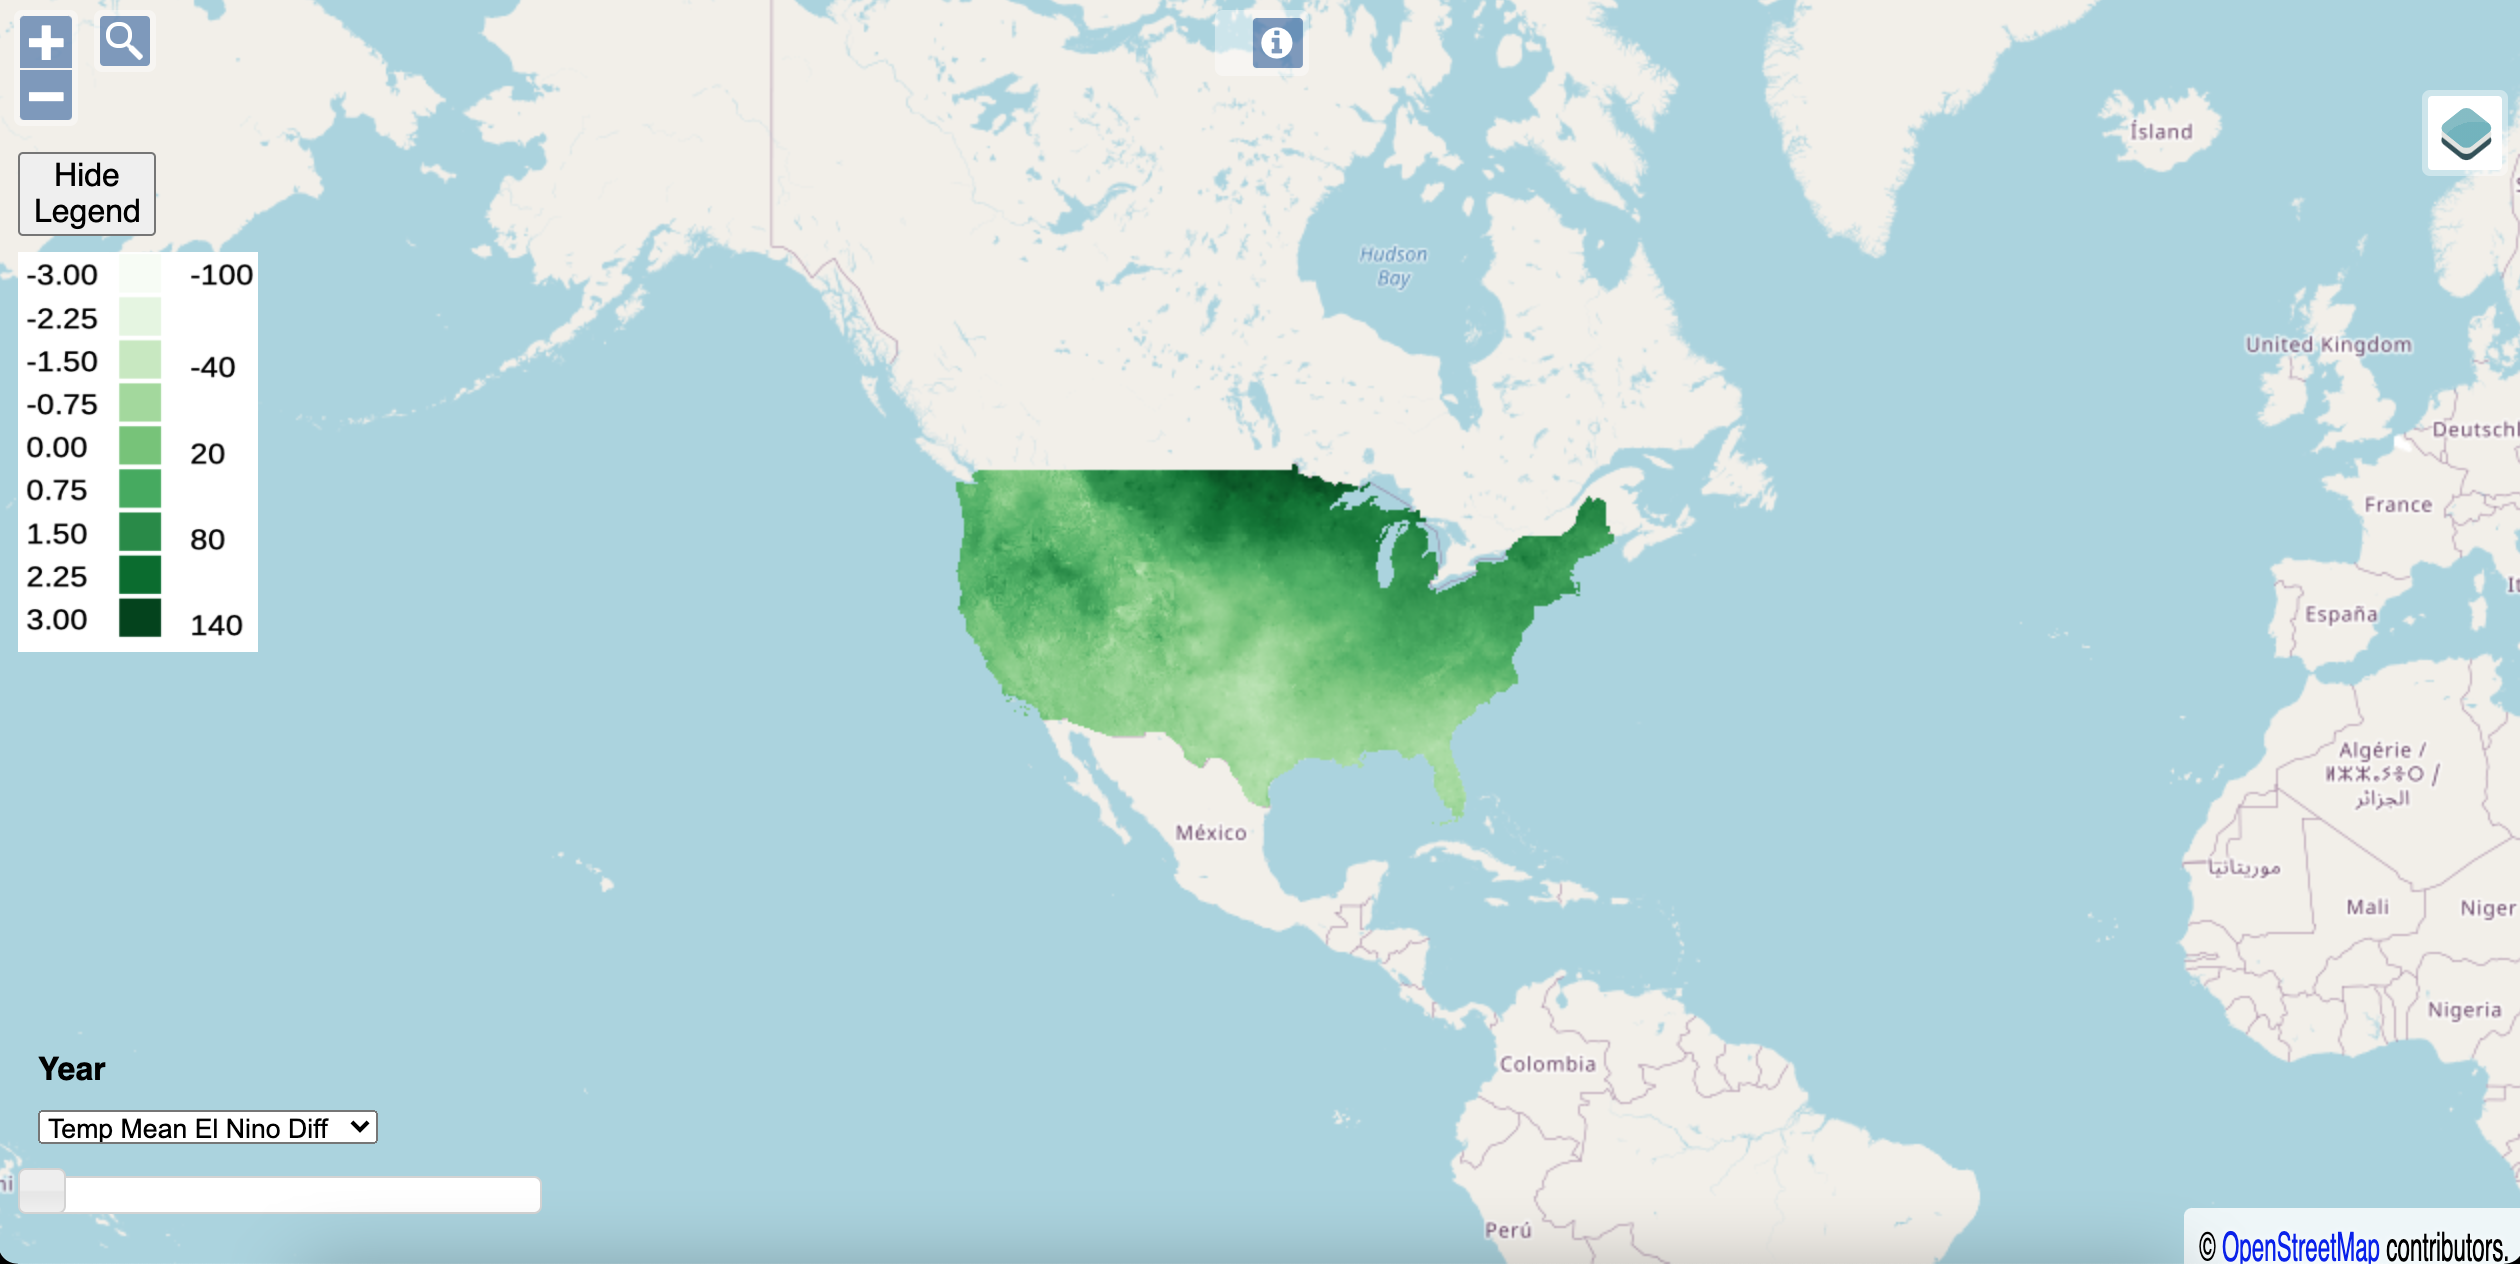 Hide
Legend
-3.00 -100
-2.25
-1.50 -40
-0.75
0.00 20
0.75
1.50 80
2.25
3.00 140
Hudson
Bay
Ísland
United Kingdom
Deutschl
France
España
It
Algérie /
ⵍⵣⵣⴰⵢⴻⵔ /
الجزائر
México
موريتانيا
Mali
Niger
Nigeria
Colombia
Perú
Year
Temp Mean El Nino Diff
ni
© OpenStreetMap contributors.